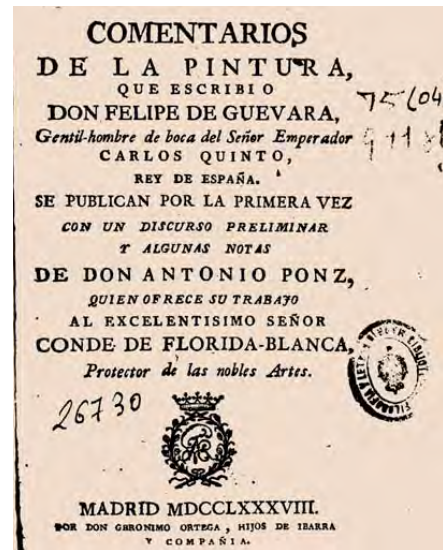 COMENTARIOS
DE LA PINTURA,
QUE ESCRIBIO
DON FELIPE DE GUEVARA,
Gentil-hombre de boca del Señor Emperador
CARLOS QUINTO,
REY DE ESPAÑA.
SE PUBLICAN POR LA PRIMERA VEZ
CON UN DISCURSO PRELIMINAR
Y ALGUNAS NOTAS
DE DON ANTONIO PONZ,
QUIEN OFRECE SU TRABAJO
AL EXCELENTISIMO SEÑOR
CONDE DE FLORIDA-BLANCA,
Protector de las nobles Artes.
26730
MADRID MDCCLXXXVIII.
POR DON GERONIMO ORTEGA, HIJOS DE IBARRA
Y COMPAÑIA.